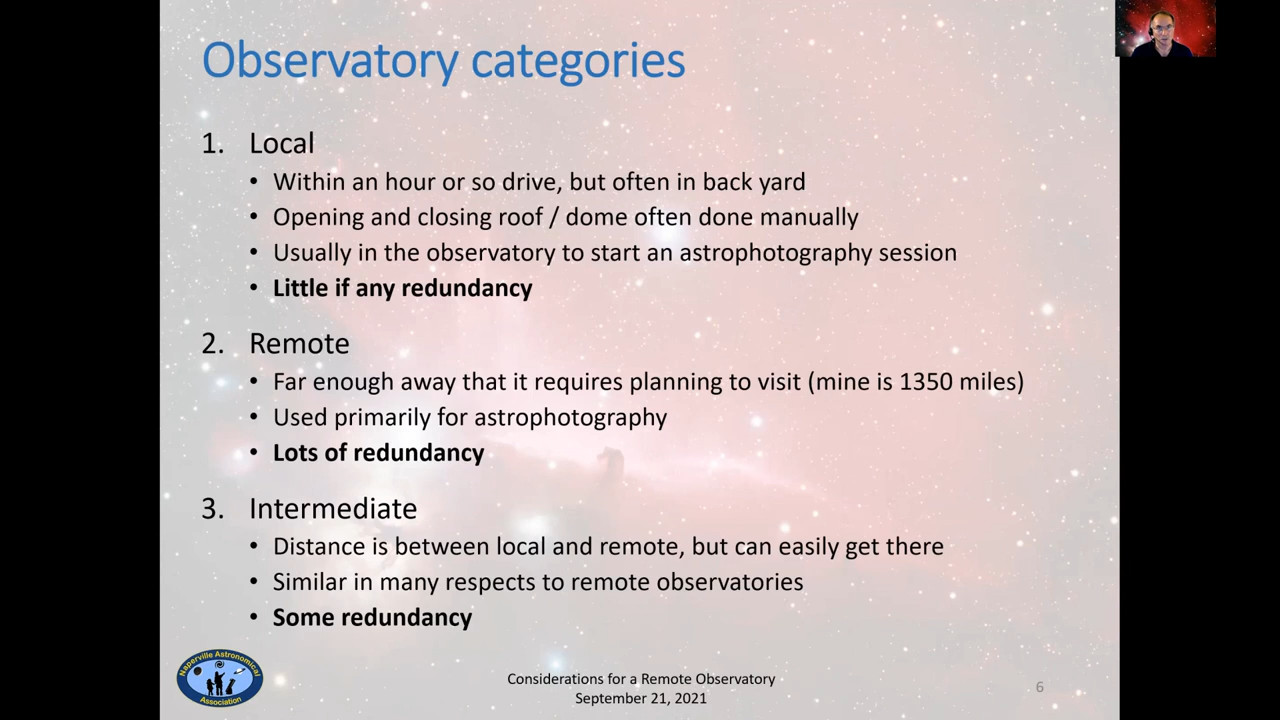 Observatory categories
1. Local
• Within an hour or so drive, but often in back yard
• Opening and closing roof / dome often done manually
• Usually in the observatory to start an astrophotography session
• Little if any redundancy
2. Remote
• Far enough away that it requires planning to visit (mine is 1350 miles)
• Used primarily for astrophotography
• Lots of redundancy
3. Intermediate
• Distance is between local and remote, but can easily get there
• Similar in many respects to remote observatories
• Some redundancy
Naperville Astronomical
Association
Considerations for a Remote Observatory
September 21, 2021
6